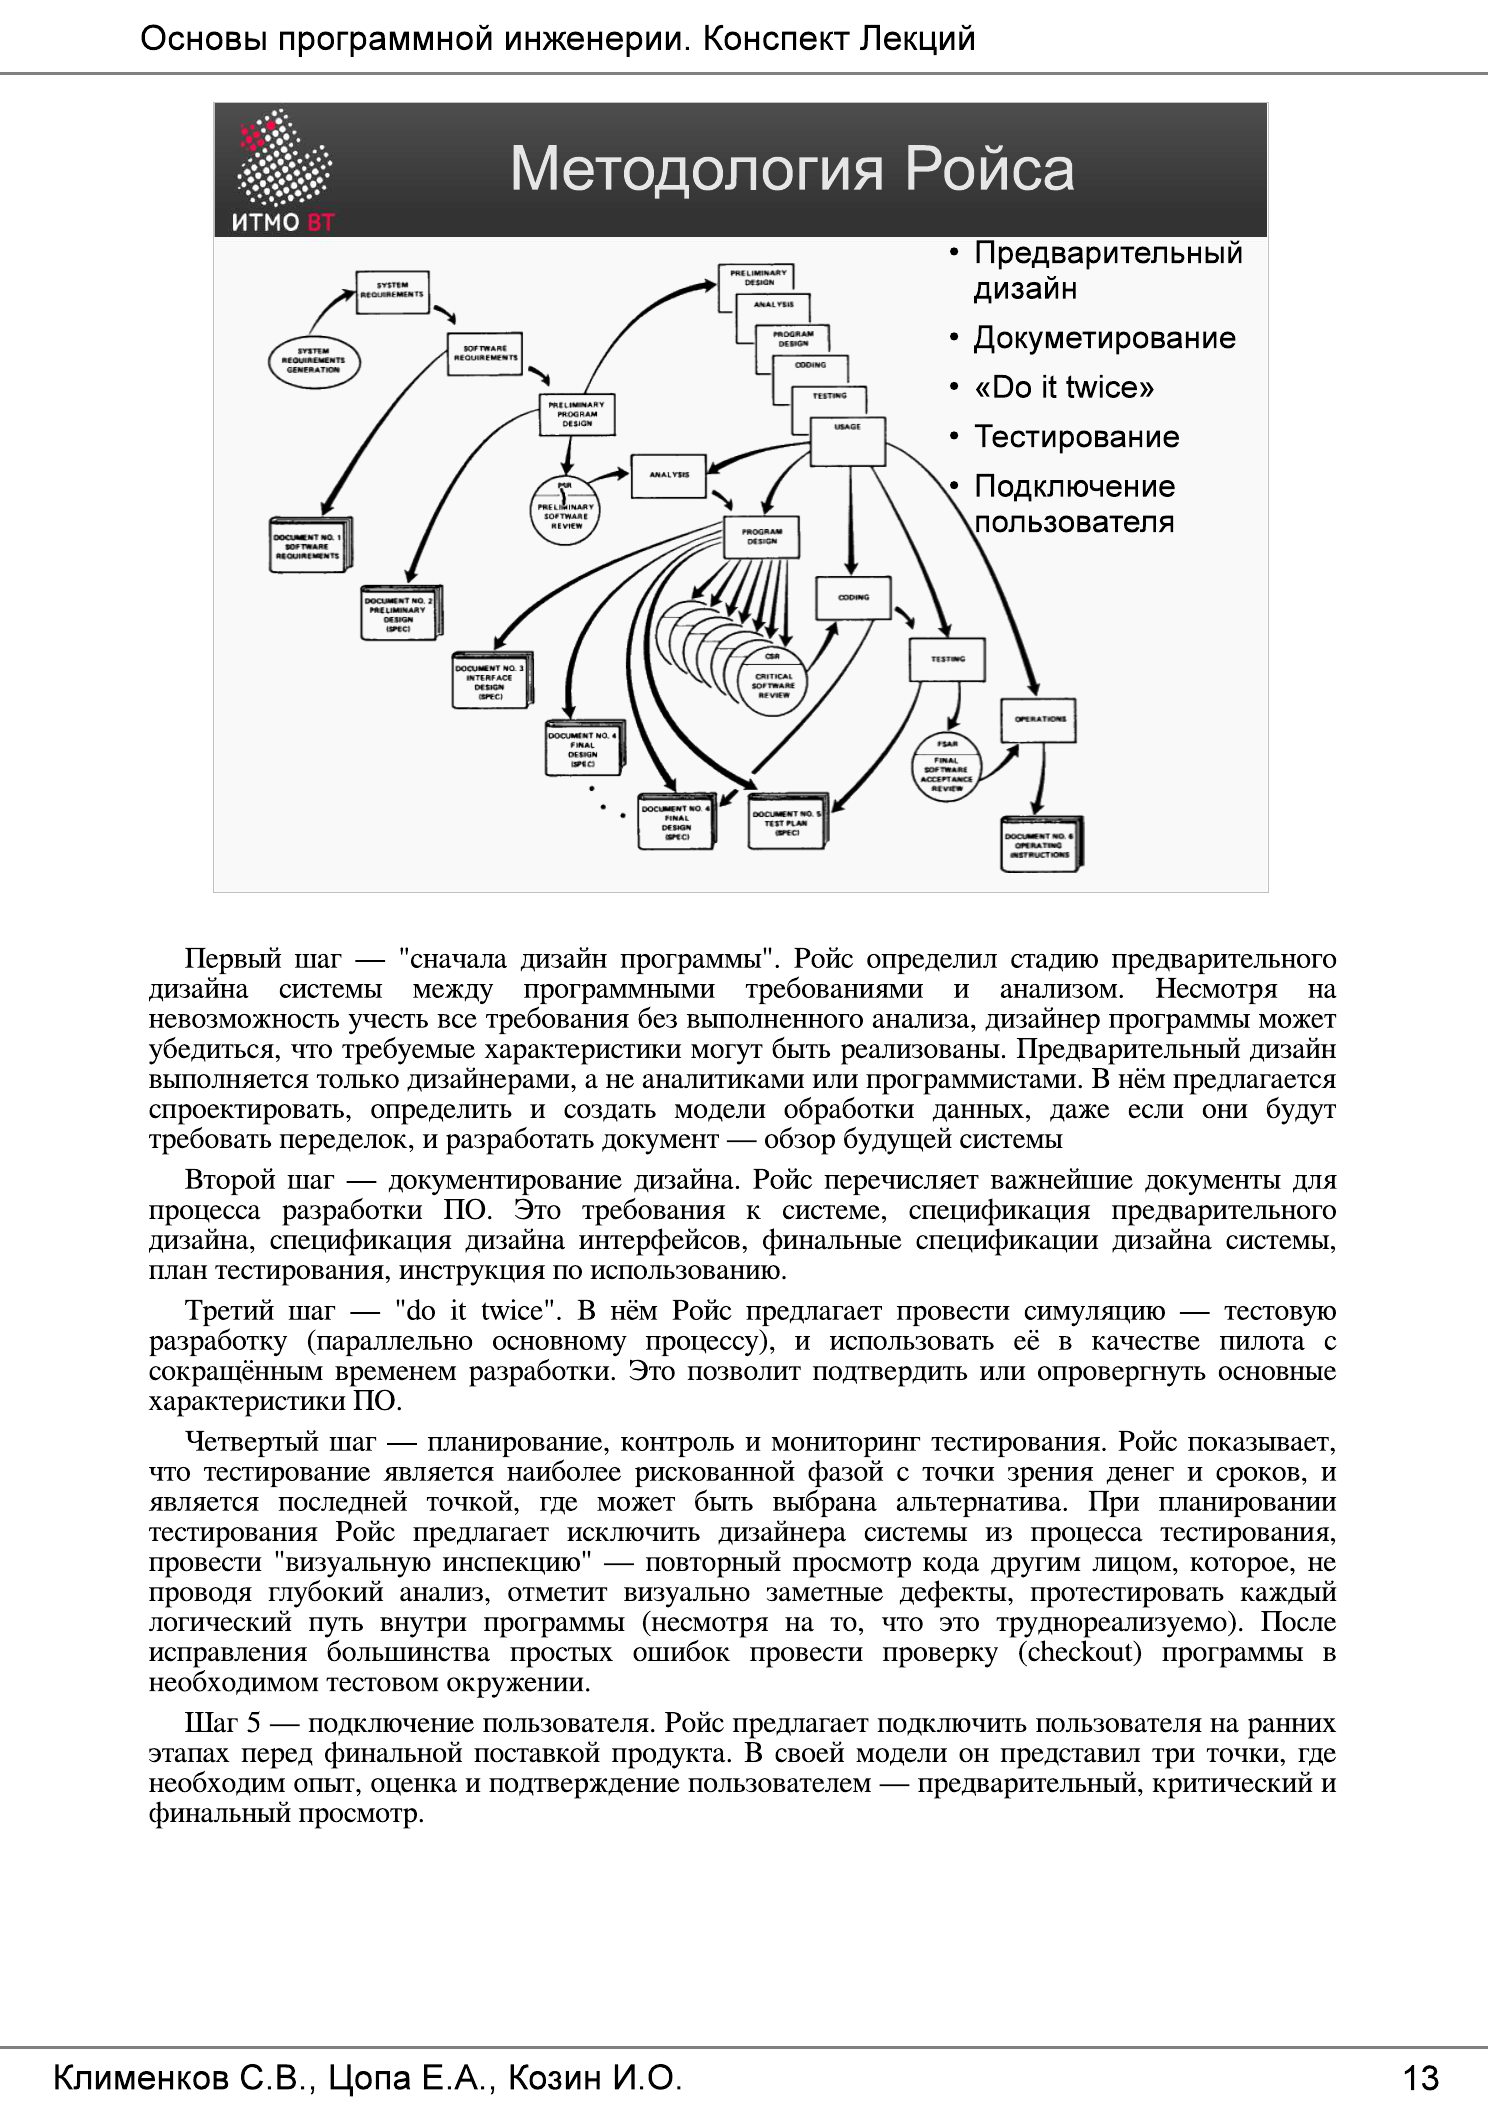 Основы программной инженерии. Конспект Лекций
ИТМО ВТ
Методология Ройса
• Предварительный
дизайн
• Докуметирование
• «Do it twice»
• Тестирование
• Подключение
пользователя
SYSTEM
REQUIREMENTS
GENERATION
SYSTEM
REQUIREMENTS
SOFTWARE
REQUIREMENTS
PRELIMINARY
PROGRAM
DESIGN
PRELIMINARY
DESIGN
ANALYSIS
PROGRAM
DESIGN
CODING
TESTING
USAGE
PRELIMINARY
SOFTWARE
REVIEW
ANALYSIS
PROGRAM
DESIGN
CSR
CRITICAL
SOFTWARE
REVIEW
CODING
TESTING
FSAR
FINAL
SOFTWARE
ACCEPTANCE
REVIEW
OPERATIONS
DOCUMENT NO. 1
SOFTWARE
REQUIREMENTS
DOCUMENT NO. 2
PRELIMINARY
DESIGN
(SPEC)
DOCUMENT NO. 3
INTERFACE
DESIGN
(SPEC)
DOCUMENT NO. 4
FINAL
DESIGN
(SPEC)
DOCUMENT NO. 4
FINAL
DESIGN
(SPEC)
DOCUMENT NO. 5
TEST PLAN
(SPEC)
DOCUMENT NO. 6
OPERATING
INSTRUCTIONS
Первый шаг — "сначала дизайн программы". Ройс определил стадию предварительного
дизайна системы между программными требованиями и анализом. Несмотря на
невозможность учесть все требования без выполненного анализа, дизайнер программы может
убедиться, что требуемые характеристики могут быть реализованы. Предварительный дизайн
выполняется только дизайнерами, а не аналитиками или программистами. В нём предлагается
спроектировать, определить и создать модели обработки данных, даже если они будут
требовать переделок, и разработать документ — обзор будущей системы
Второй шаг — документирование дизайна. Ройс перечисляет важнейшие документы для
процесса разработки ПО. Это требования к системе, спецификация предварительного
дизайна, спецификация дизайна интерфейсов, финальные спецификации дизайна системы,
план тестирования, инструкция по использованию.
Третий шаг — "do it twice". В нём Ройс предлагает провести симуляцию — тестовую
разработку (параллельно основному процессу), и использовать её в качестве пилота с
сокращённым временем разработки. Это позволит подтвердить или опровергнуть основные
характеристики ПО.
Четвертый шаг — планирование, контроль и мониторинг тестирования. Ройс показывает,
что тестирование является наиболее рискованной фазой с точки зрения денег и сроков, и
является последней точкой, где может быть выбрана альтернатива. При планировании
тестирования Ройс предлагает исключить дизайнера системы из процесса тестирования,
провести "визуальную инспекцию" — повторный просмотр кода другим лицом, которое, не
проводя глубокий анализ, отметит визуально заметные дефекты, протестировать каждый
логический путь внутри программы (несмотря на то, что это труднореализуемо). После
исправления большинства простых ошибок провести проверку (checkout) программы в
необходимом тестовом окружении.
Шаг 5 — подключение пользователя. Ройс предлагает подключить пользователя на ранних
этапах перед финальной поставкой продукта. В своей модели он представил три точки, где
необходим опыт, оценка и подтверждение пользователем — предварительный, критический и
финальный просмотр.
Клименков С.В., Цопа Е.А., Козин И.О.
13